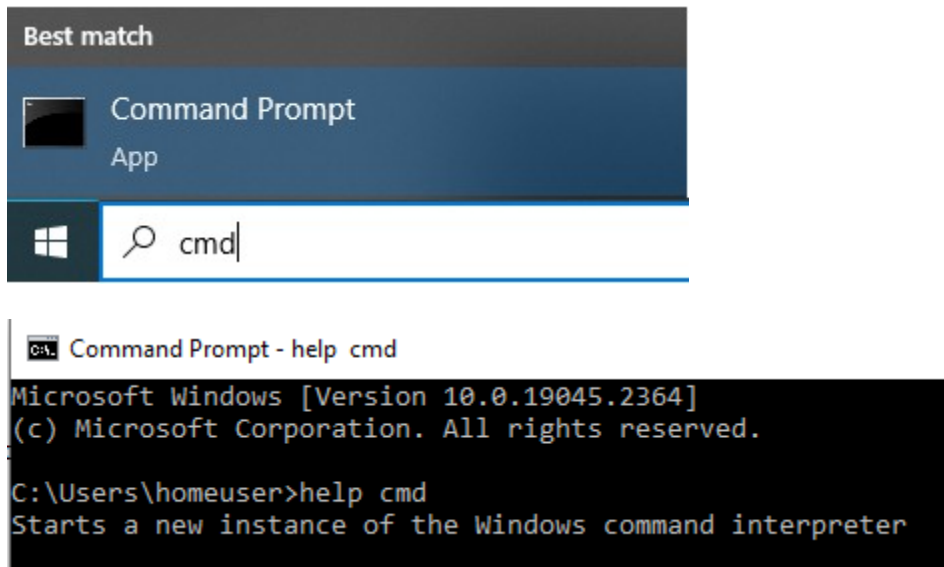 Best match
Command Prompt
App
cmd
Command Prompt - help  cmd
Microsoft Windows [Version 10.0.19045.2364]
(c) Microsoft Corporation. All rights reserved.
C:\Users\homeuser>help cmd
Starts a new instance of the Windows command interpreter